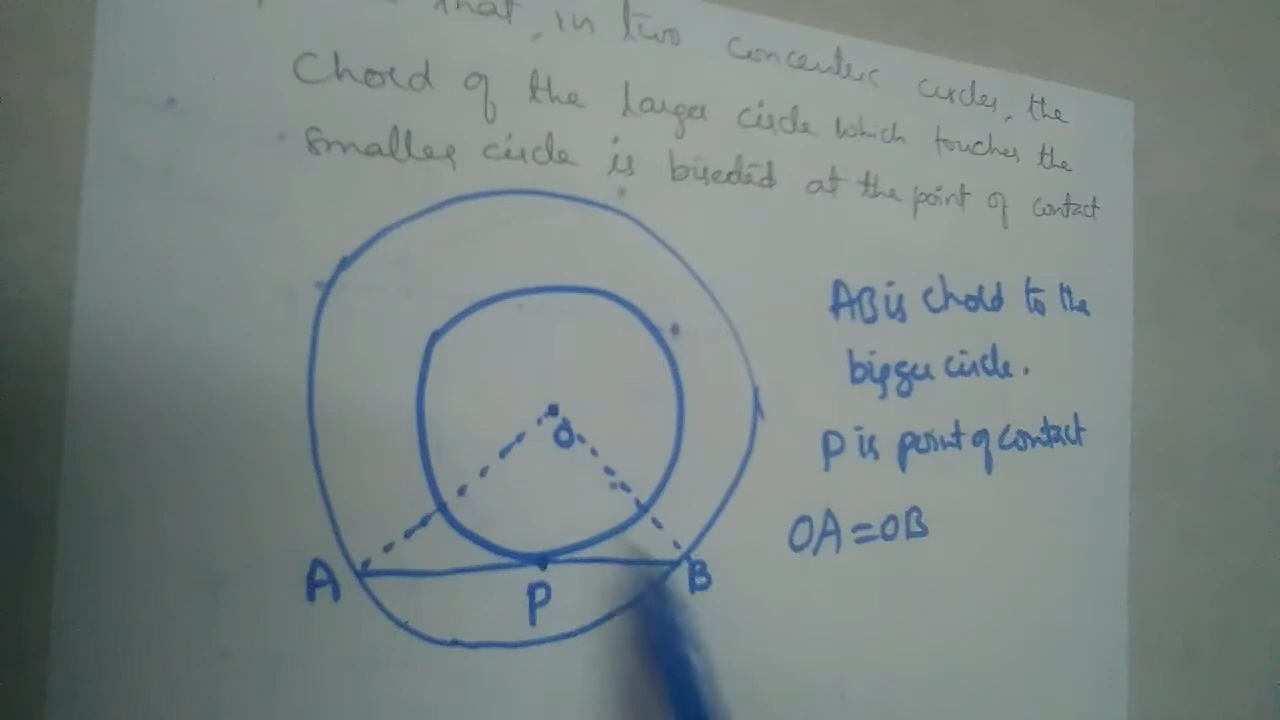 that, in two concentric circles, the
Chord of the larger circle which touches the
smaller circle is bisected at the point of contact
AB is chord to the
bigger circle.
P is point of contact
OA=OB
O
A
P
B